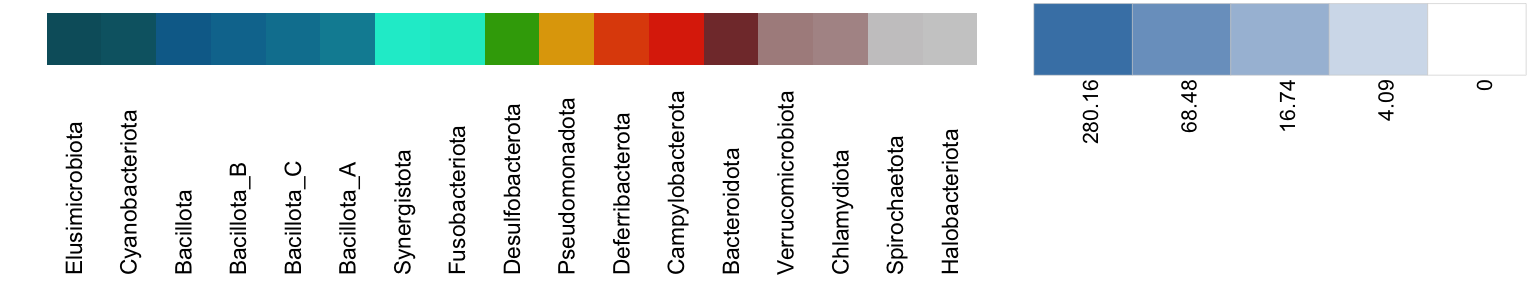 Elusimicrobiota
Cyanobacteriota
Bacillota
Bacillota_B
Bacillota_C
Bacillota_A
Synergistota
Fusobacteriota
Desulfobacterota
Pseudomonadota
Deferribacterota
Campylobacterota
Bacteroidota
Verrucomicrobiota
Chlamydiota
Spirochaetota
Halobacteriota
280.16
68.48
16.74
4.09
0